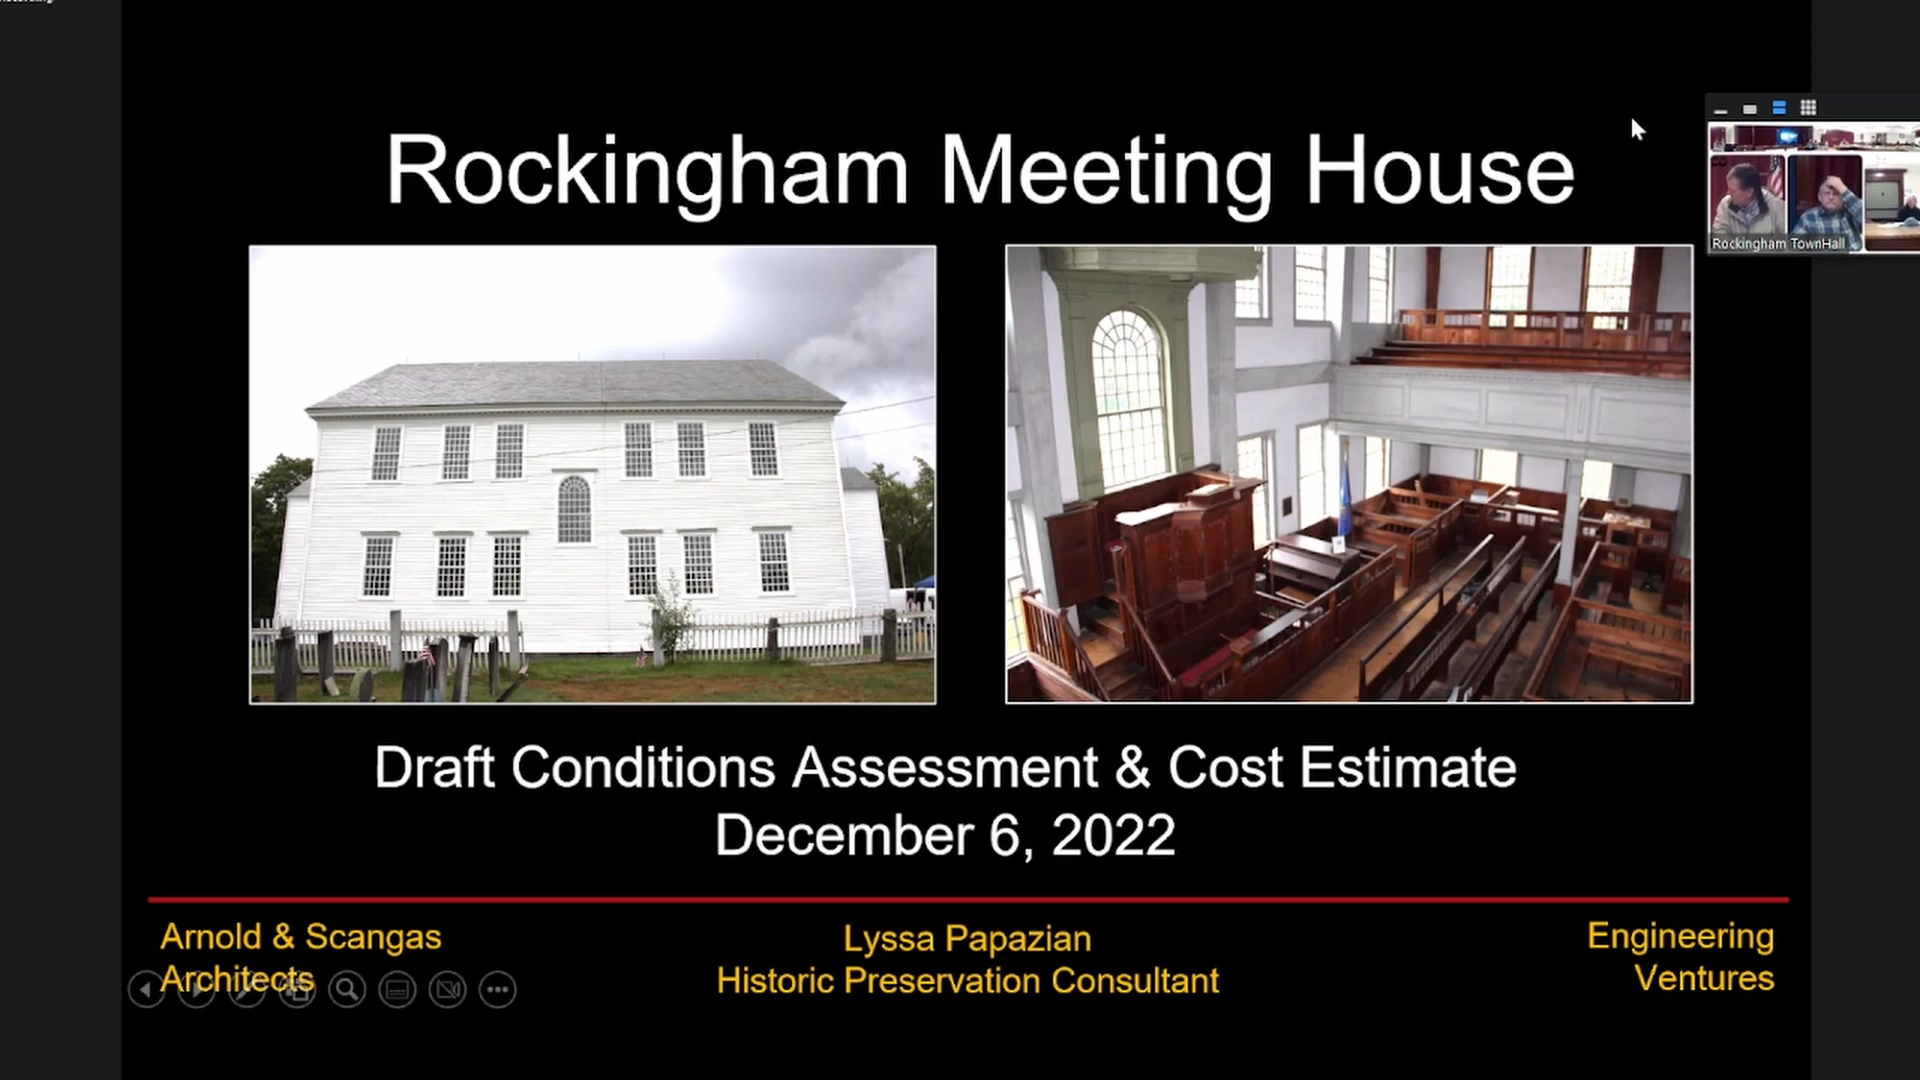 Rockingham Meeting House
Rockingham TownHall
Draft Conditions Assessment & Cost Estimate
December 6, 2022
Arnold & Scangas
Architects
Lyssa Papazian
Historic Preservation Consultant
Engineering
Ventures